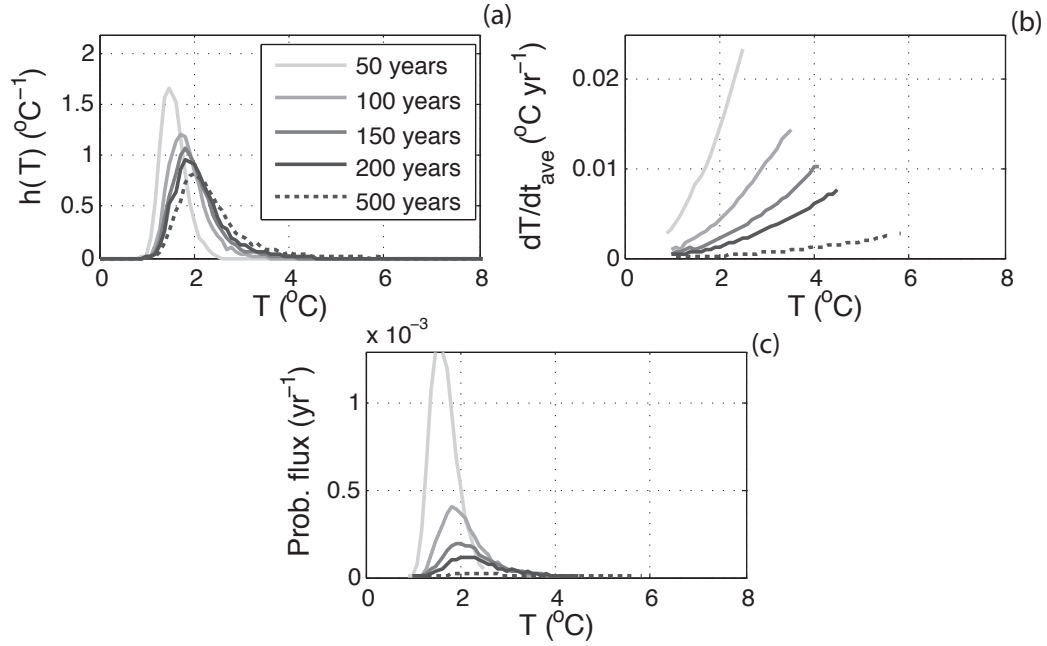 (a)
h(T) (°C⁻¹)
2
1.5
1
0.5
0
50 years
100 years
150 years
200 years
500 years
0 2 4 6 8
T (°C)
(b)
dT/dt_ave (°C yr⁻¹)
0.02
0.01
0
0 2 4 6 8
T (°C)
(c)
x 10⁻³
Prob. flux (yr⁻¹)
1
0.5
0
0 2 4 6 8
T (°C)